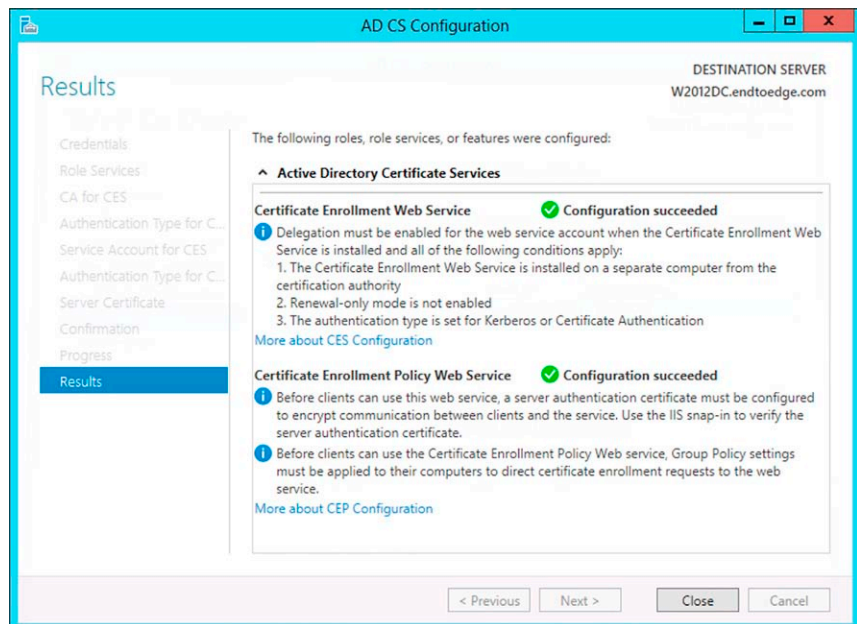 AD CS Configuration
Results
DESTINATION SERVER
W2012DC.endtoedge.com
Credentials
Role Services
CA for CES
Authentication Type for C...
Service Account for CES
Authentication Type for C...
Server Certificate
Confirmation
Progress
Results
The following roles, role services, or features were configured:
Active Directory Certificate Services
Certificate Enrollment Web Service Configuration succeeded
Delegation must be enabled for the web service account when the Certificate Enrollment Web
Service is installed and all of the following conditions apply:
1. The Certificate Enrollment Web Service is installed on a separate computer from the
certification authority
2. Renewal-only mode is not enabled
3. The authentication type is set for Kerberos or Certificate Authentication
More about CES Configuration
Certificate Enrollment Policy Web Service Configuration succeeded
Before clients can use this web service, a server authentication certificate must be configured
to encrypt communication between clients and the service. Use the IIS snap-in to verify the
server authentication certificate.
Before clients can use the Certificate Enrollment Policy Web service, Group Policy settings
must be applied to their computers to direct certificate enrollment requests to the web
service.
More about CEP Configuration
< Previous Next > Close Cancel